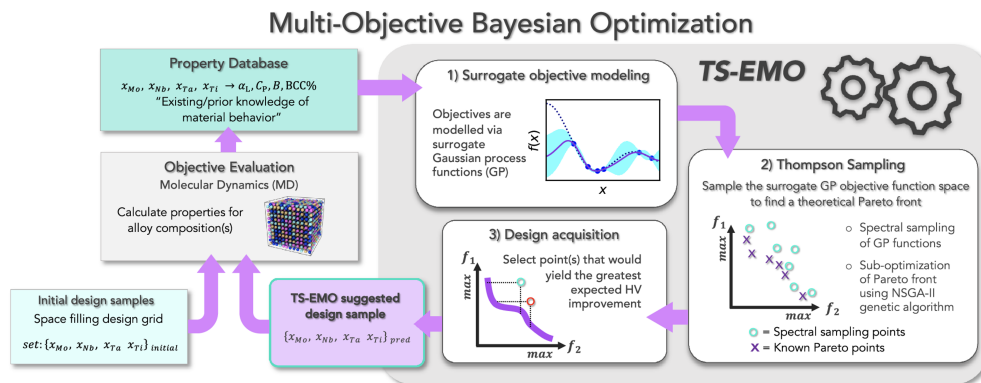 Multi-Objective Bayesian Optimization
Property Database
x_Mo, x_Nb, x_Ta, x_Ti → α_L, C_P, B, BCC%
“Existing/prior knowledge of
material behavior”
Objective Evaluation
Molecular Dynamics (MD)
Calculate properties for
alloy composition(s)
Initial design samples
Space filling design grid
set: {x_Mo, x_Nb, x_Ta x_Ti}_initial
TS-EMO suggested
design sample
{x_Mo, x_Nb, x_Ta x_Ti}_pred
TS-EMO
1) Surrogate objective modeling
Objectives are
modelled via
surrogate
Gaussian process
functions (GP)
f(x)
x
2) Thompson Sampling
Sample the surrogate GP objective function space
to find a theoretical Pareto front
f_1
max
max
f_2
Spectral sampling
of GP functions
Sub-optimization
of Pareto front
using NSGA-II
genetic algorithm
O = Spectral sampling points
X = Known Pareto points
3) Design acquisition
Select point(s) that would
yield the greatest
expected HV
improvement
f_1
max
max
f_2